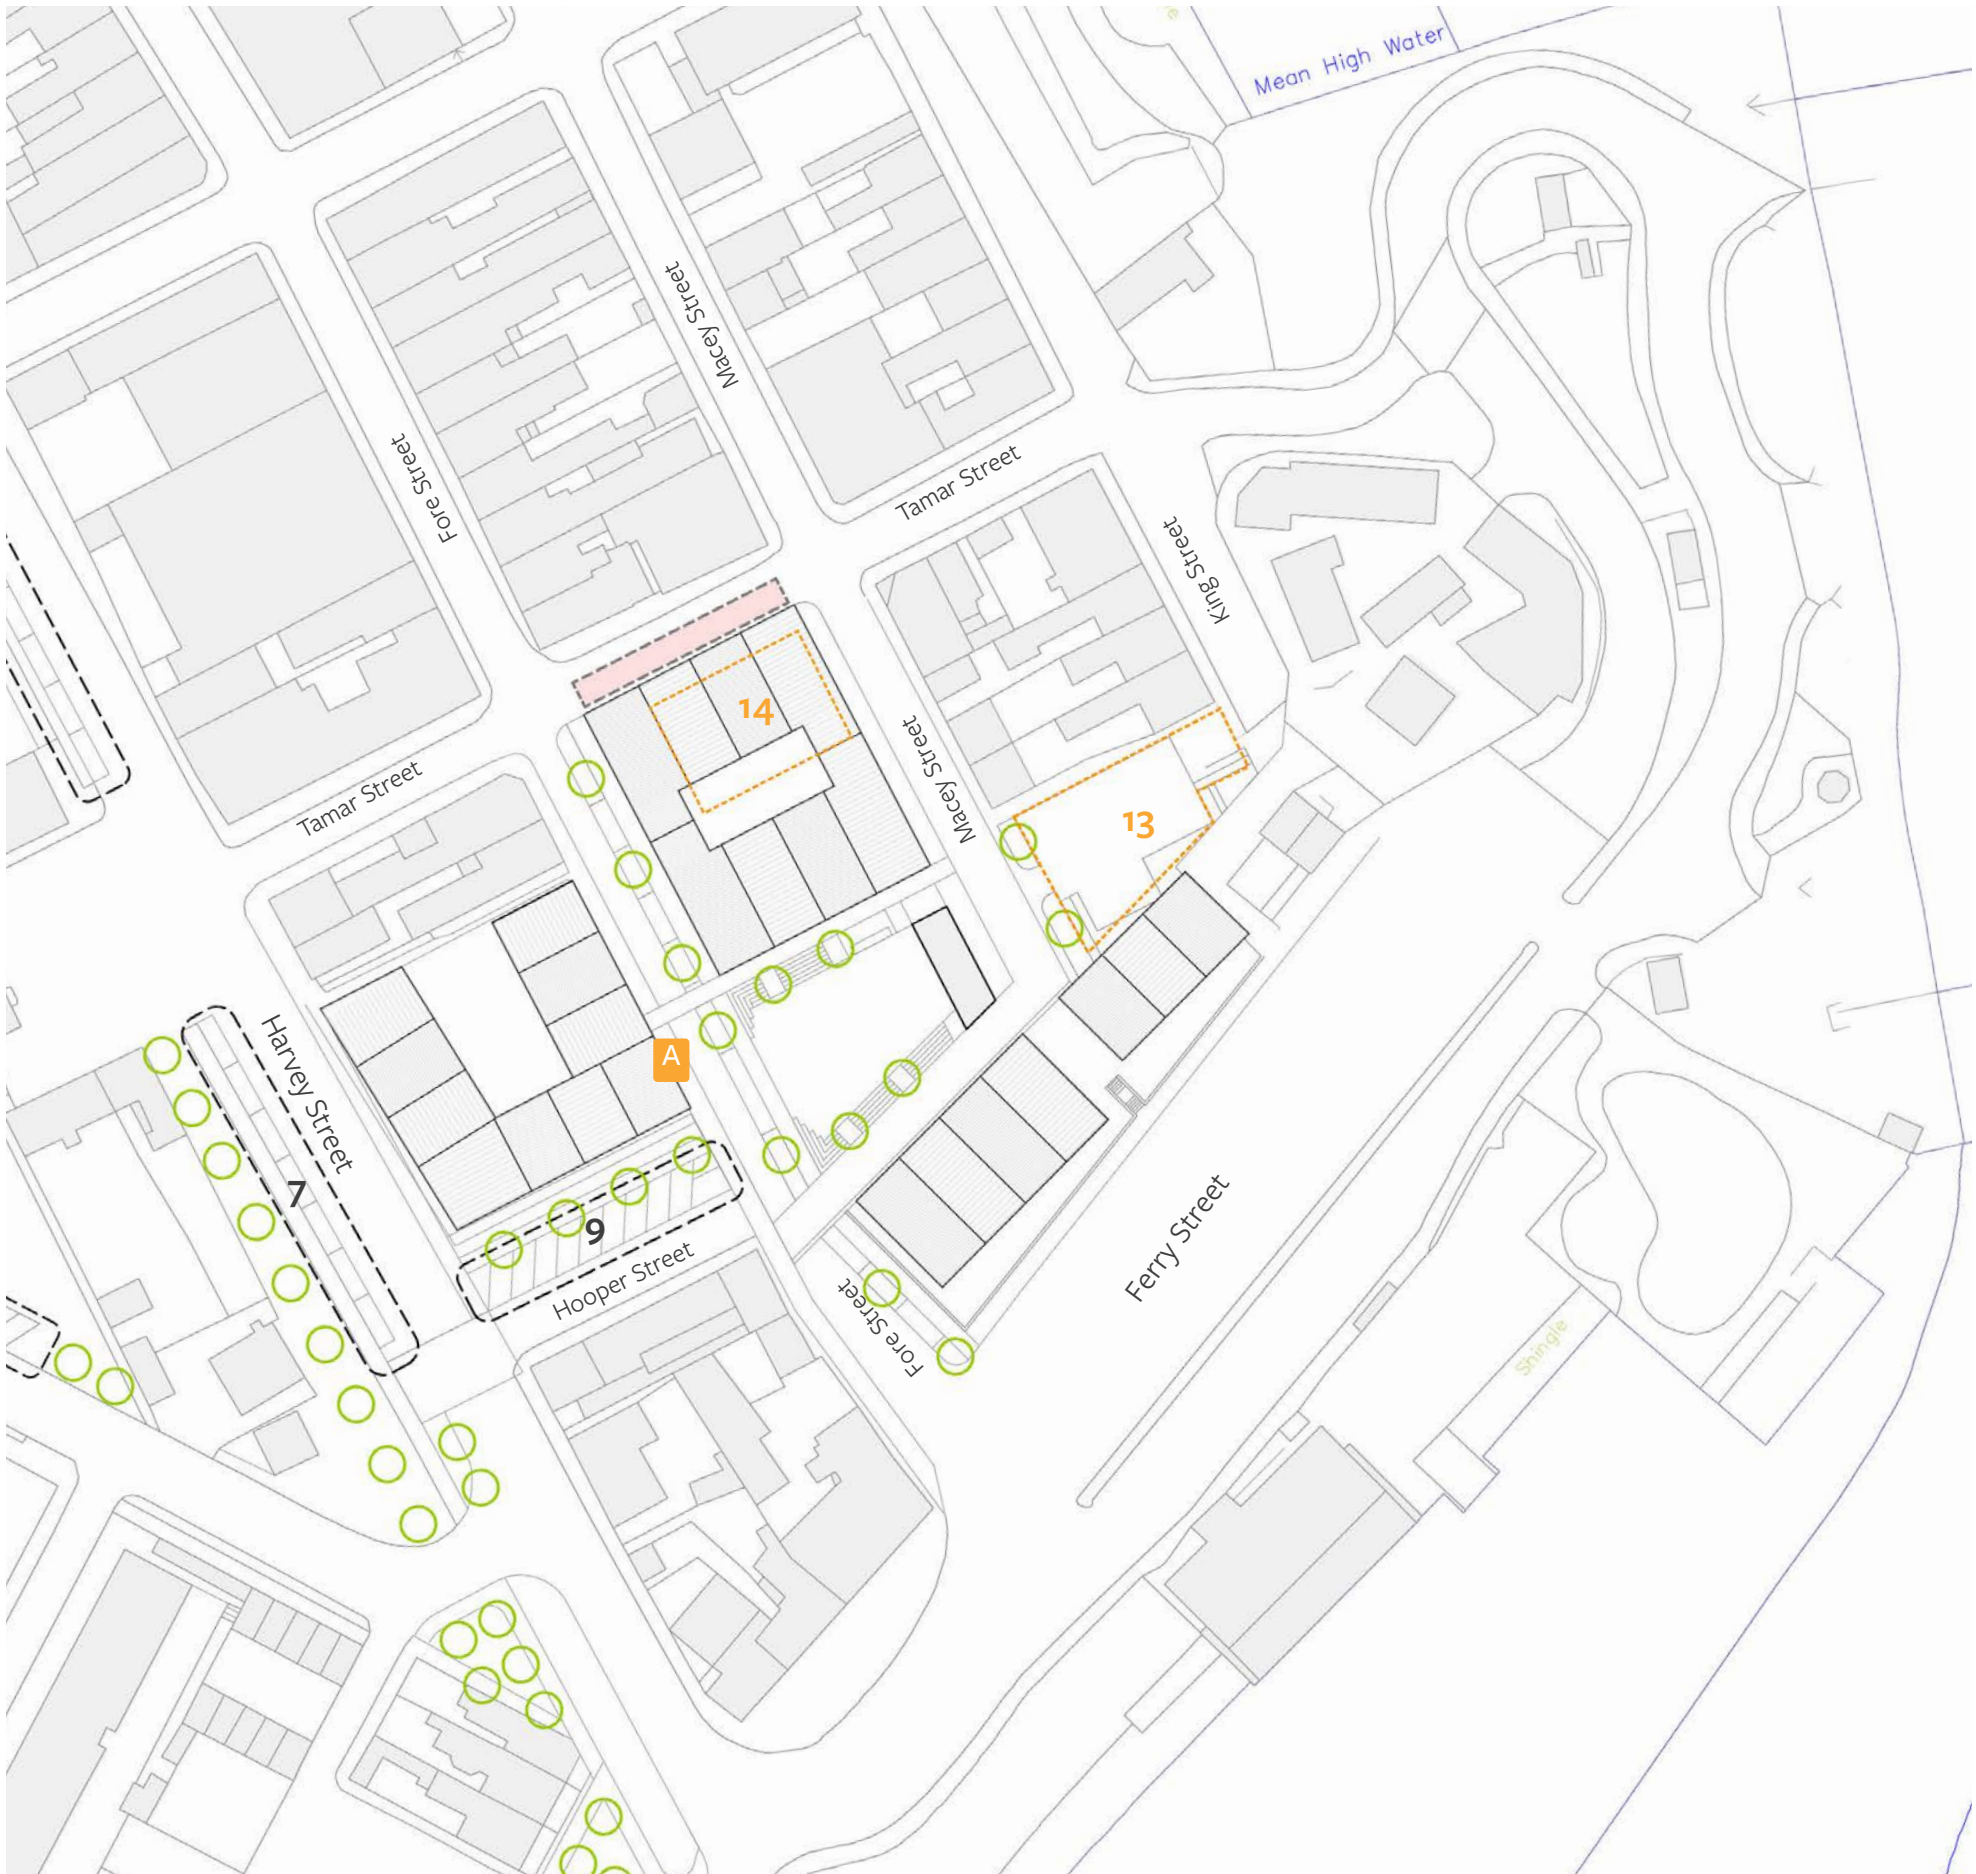 Mean High Water
Macey Street
Fore Street
Tamar Street
King Street
14
Macey Street
Tamar Street
13
A
Harvey Street
7
9
Hooper Street
Ferry Street
Fore Street
Shingle